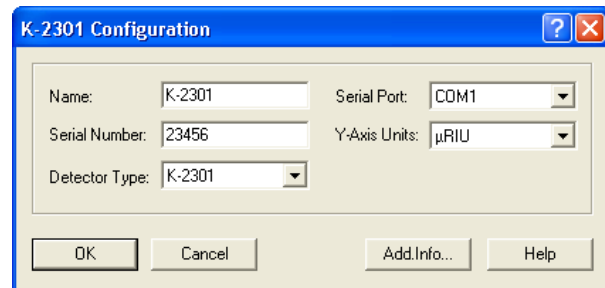 K-2301 Configuration
Name: K-2301 Serial Port: COM1
Serial Number: 23456 Y-Axis Units: µRIU
Detector Type: K-2301
OK Cancel Add.Info... Help